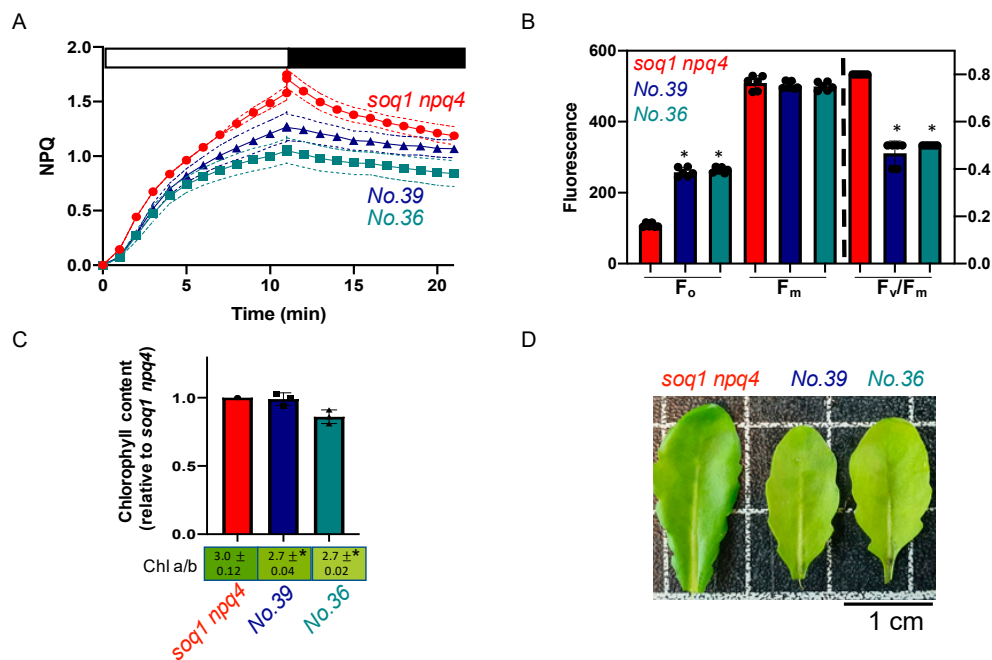 A
2.0
1.5
1.0
0.5
0.0
NPQ
0 5 10 15 20
Time (min)
soq1 npq4
No.39
No.36
B
600
400
200
0
Fluorescence
soq1 npq4
No.39
No.36
* * * *
0.8
0.6
0.4
0.2
0.0
Fo Fm Fv/Fm
C
Chlorophyll content
(relative to soq1 npq4)
1.0
0.5
0.0
Chl a/b
3.0 ± 2.7 ±* 2.7 ±*
0.12 0.04 0.02
soq1 npq4
No.39
No.36
D
soq1 npq4 No.39 No.36
1 cm